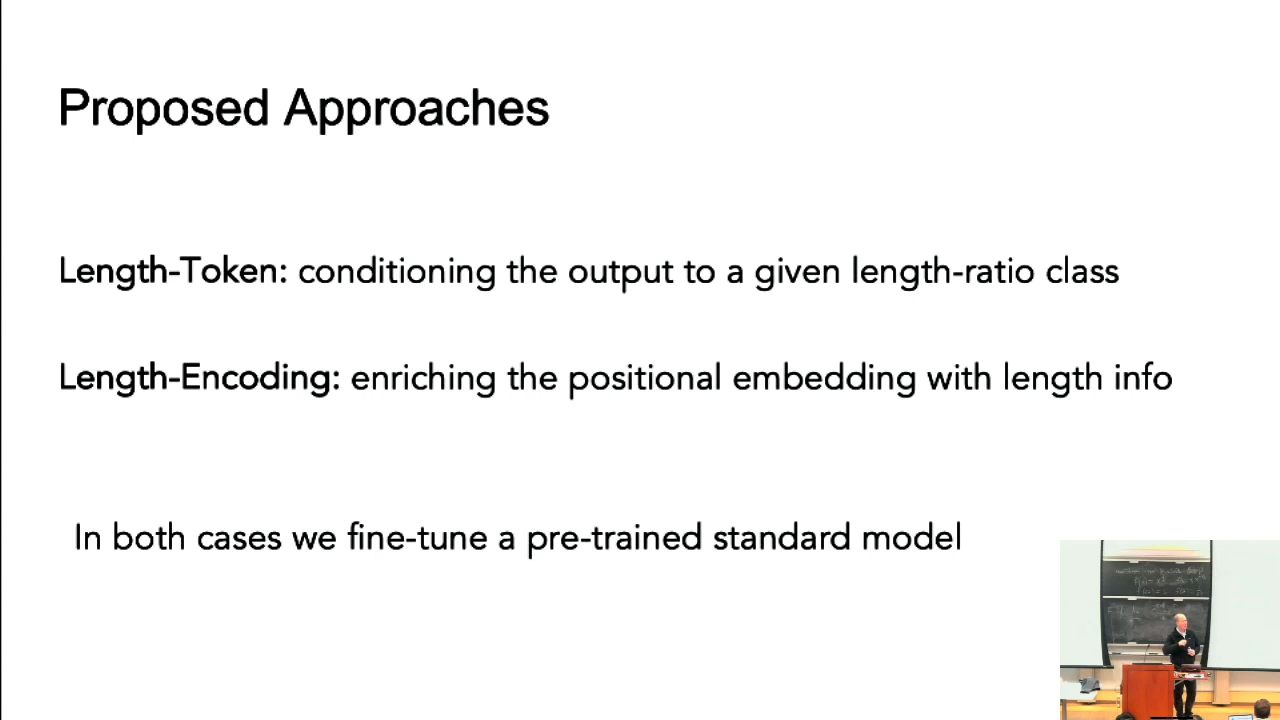 Proposed Approaches
Length-Token: conditioning the output to a given length-ratio class
Length-Encoding: enriching the positional embedding with length info
In both cases we fine-tune a pre-trained standard model